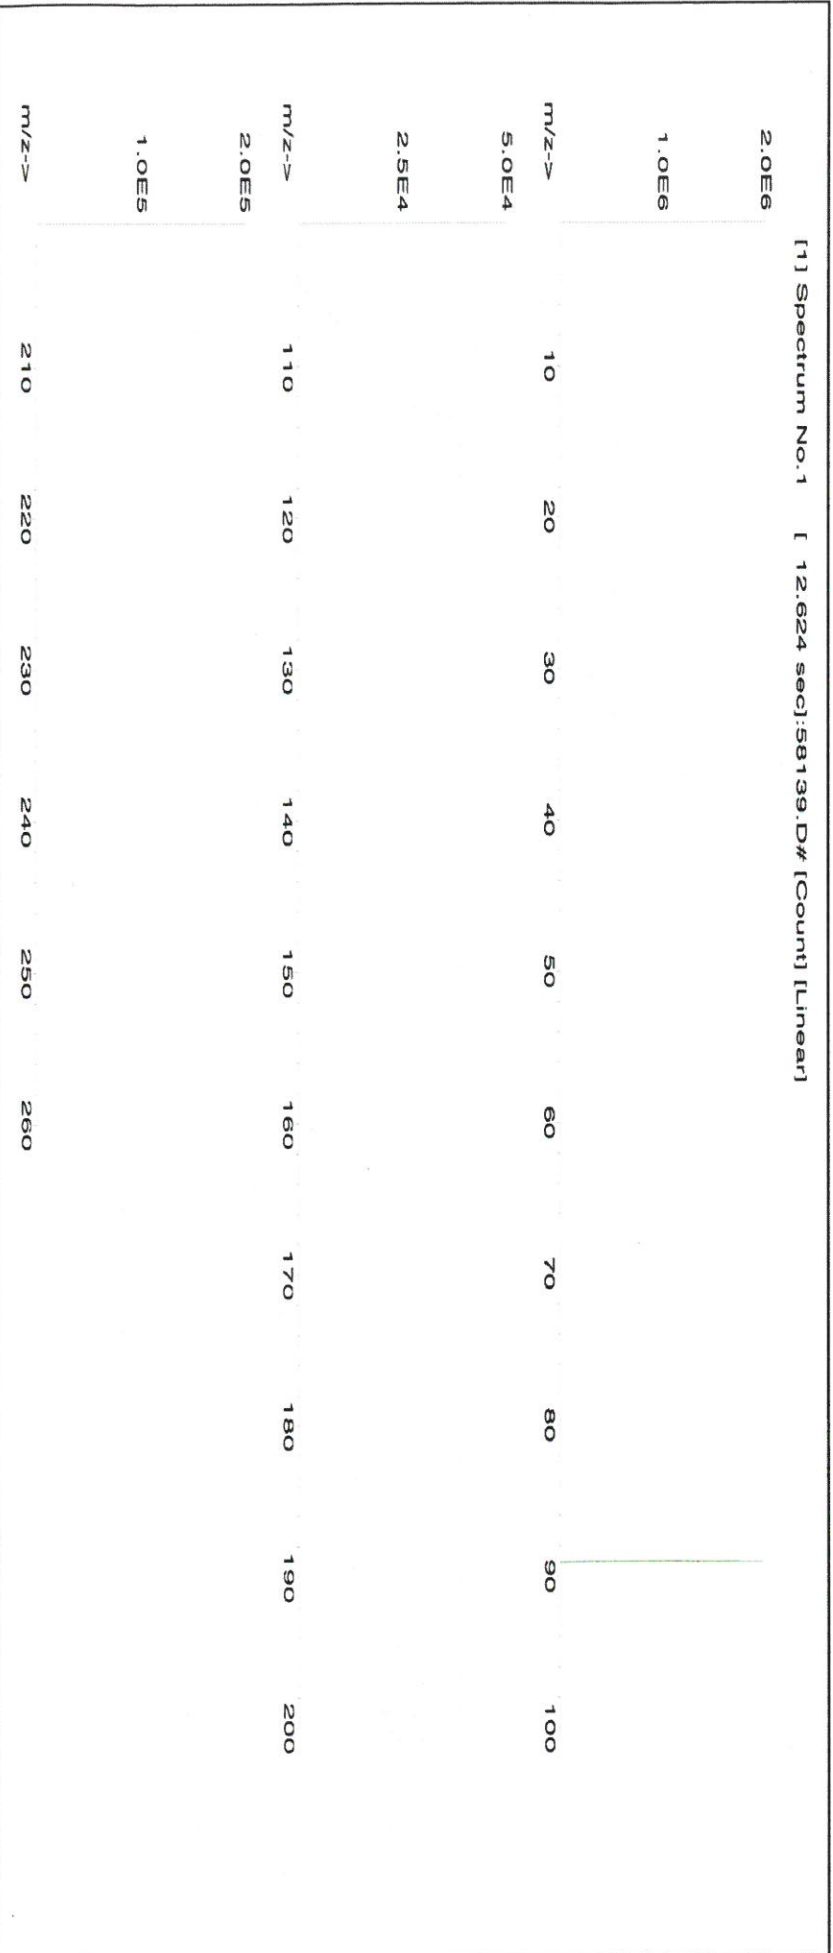 [1] Spectrum No.1 [ 12.624 sec]:58139.D# [Count] [Linear]
2.0E6
1.0E6
m/z-> 10 20 30 40 50 60 70 80 90 100
5.0E4
2.5E4
m/z-> 110 120 130 140 150 160 170 180 190 200
2.0E5
1.0E5
m/z-> 210 220 230 240 250 260